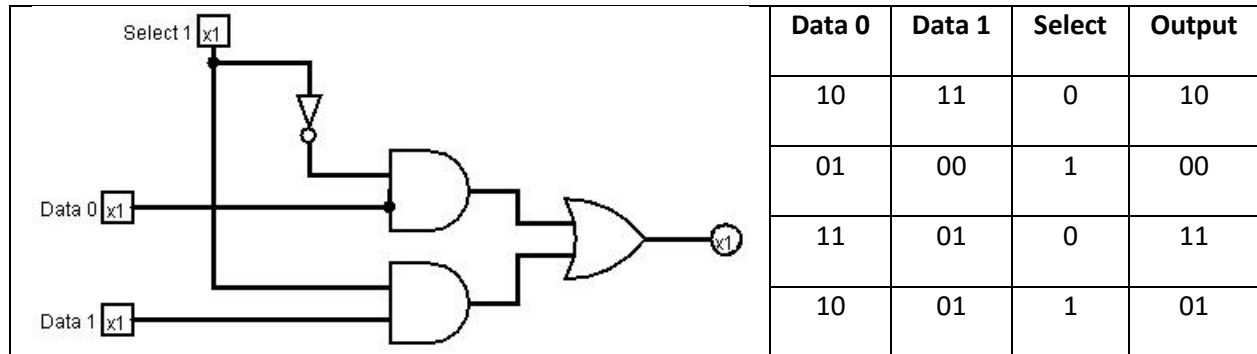 Select 1 x1
Data 0 x1
x1
Data 1 x1
Data 0 Data 1 Select Output
10 11 0 10
01 00 1 00
11 01 0 11
10 01 1 01